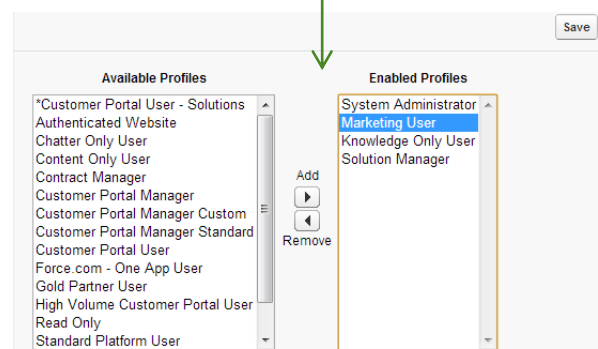 Save
Available Profiles
*Customer Portal User - Solutions
Authenticated Website
Chatter Only User
Content Only User
Contract Manager
Customer Portal Manager
Customer Portal Manager Custom
Customer Portal Manager Standard
Customer Portal User
Force.com - One App User
Gold Partner User
High Volume Customer Portal User
Read Only
Standard Platform User
Add
Remove
Enabled Profiles
System Administrator
Marketing User
Knowledge Only User
Solution Manager